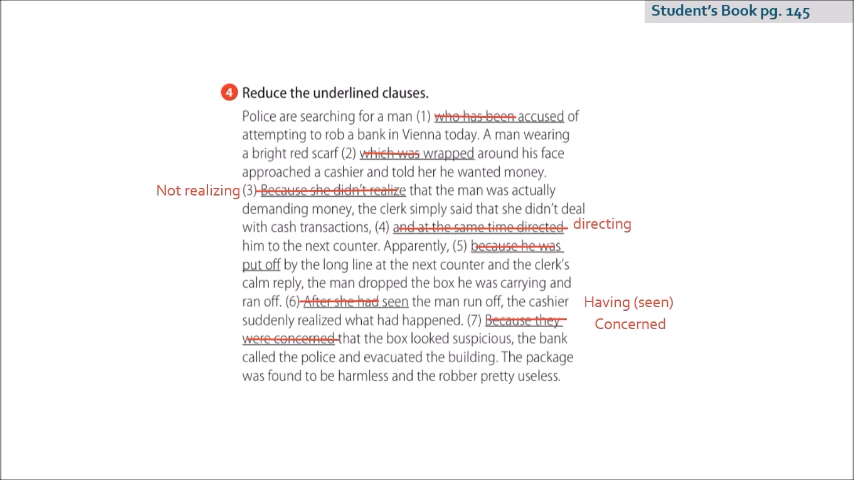 Student's Book pg. 145
4 Reduce the underlined clauses.
Police are searching for a man (1) who has been accused of
attempting to rob a bank in Vienna today. A man wearing
a bright red scarf (2) which was wrapped around his face
approached a cashier and told her he wanted money.
Not realizing (3) Because she didn't realize that the man was actually
demanding money, the clerk simply said that she didn't deal
with cash transactions, (4) and at the same time directed directing
him to the next counter. Apparently, (5) because he was
put off by the long line at the next counter and the clerk's
calm reply, the man dropped the box he was carrying and
ran off. (6) After she had seen the man run off, the cashier Having (seen)
suddenly realized what had happened. (7) Because they Concerned
were concerned that the box looked suspicious, the bank
called the police and evacuated the building. The package
was found to be harmless and the robber pretty useless.